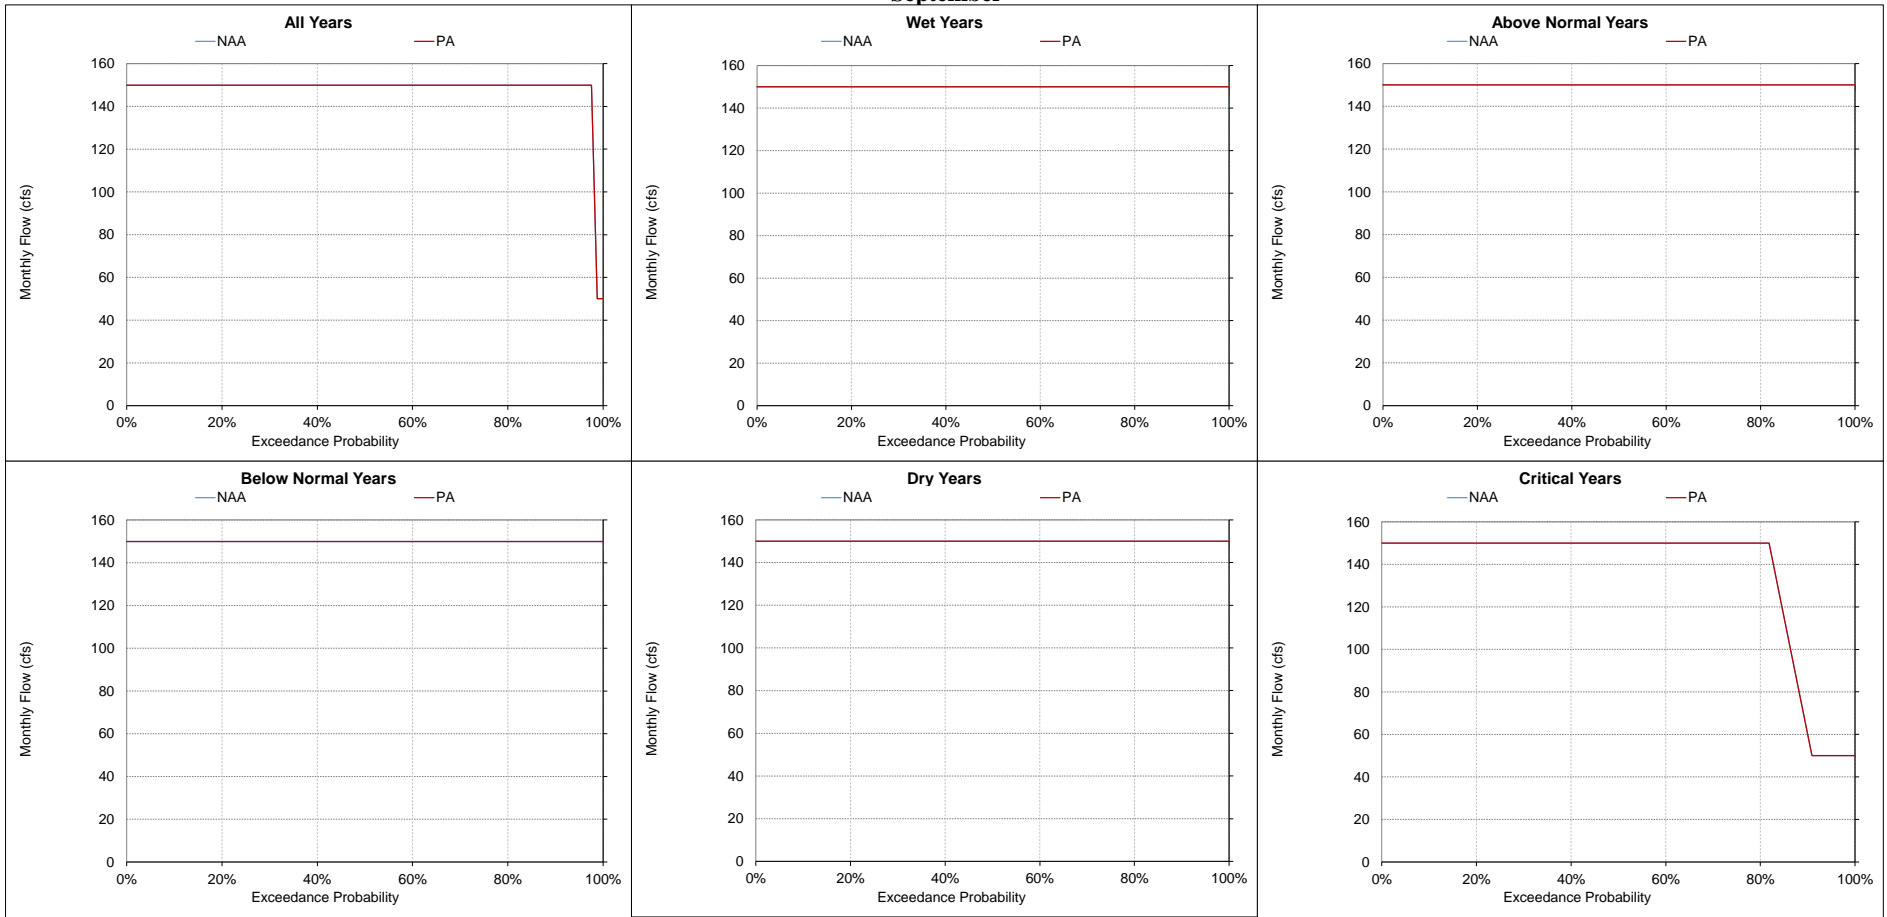 September
All Years
NAA PA
160
140
120
100
80
60
40
20
0
Monthly Flow (cfs)
0% 20% 40% 60% 80% 100%
Exceedance Probability
Wet Years
NAA PA
160
140
120
100
80
60
40
20
0
Monthly Flow (cfs)
0% 20% 40% 60% 80% 100%
Exceedance Probability
Above Normal Years
NAA PA
160
140
120
100
80
60
40
20
0
Monthly Flow (cfs)
0% 20% 40% 60% 80% 100%
Exceedance Probability
Below Normal Years
NAA PA
160
140
120
100
80
60
40
20
0
Monthly Flow (cfs)
0% 20% 40% 60% 80% 100%
Exceedance Probability
Dry Years
NAA PA
160
140
120
100
80
60
40
20
0
Monthly Flow (cfs)
0% 20% 40% 60% 80% 100%
Exceedance Probability
Critical Years
NAA PA
160
140
120
100
80
60
40
20
0
Monthly Flow (cfs)
0% 20% 40% 60% 80% 100%
Exceedance Probability